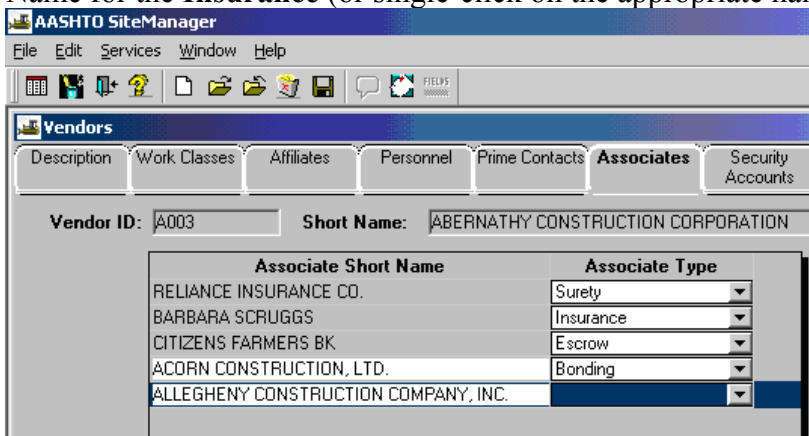 Name for the Insurance (or single-click on the appropriate na
AASHTO SiteManager
File Edit Services Window Help
FIELDS
Vendors
Description Work Classes Affiliates Personnel Prime Contacts Associates Security Accounts
Vendor ID: A003 Short Name: ABERNATHY CONSTRUCTION CORPORATION
Associate Short Name Associate Type
RELIANCE INSURANCE CO. Surety
BARBARA SCRUGGS Insurance
CITIZENS FARMERS BK Escrow
ACORN CONSTRUCTION, LTD. Bonding
ALLEGHENY CONSTRUCTION COMPANY, INC.